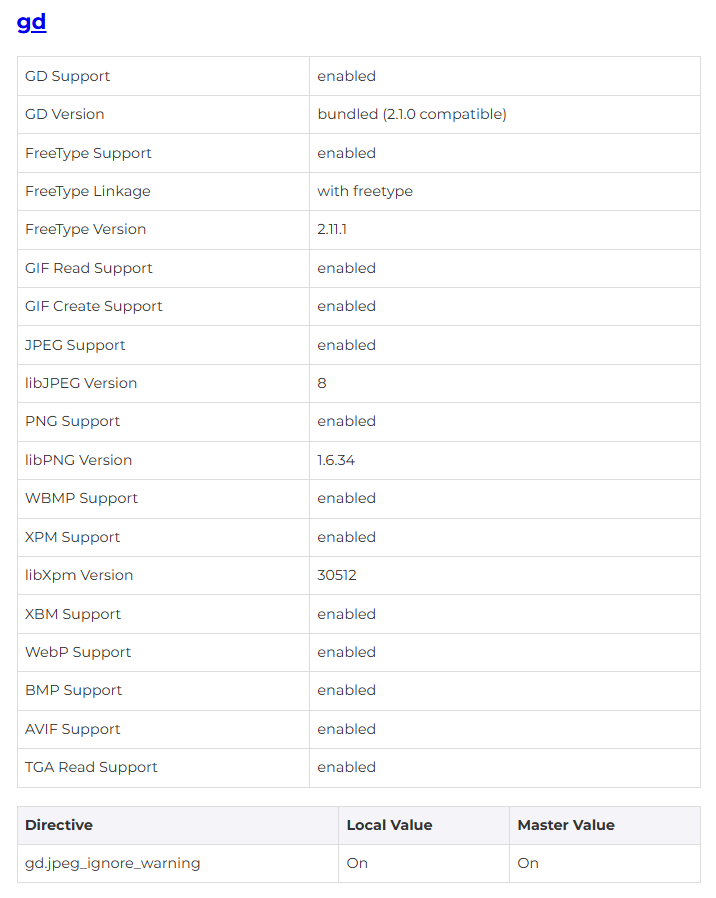 gd
GD Support enabled
GD Version bundled (2.1.0 compatible)
FreeType Support enabled
FreeType Linkage with freetype
FreeType Version 2.11.1
GIF Read Support enabled
GIF Create Support enabled
JPEG Support enabled
libJPEG Version 8
PNG Support enabled
libPNG Version 1.6.34
WBMP Support enabled
XPM Support enabled
libXpm Version 30512
XBM Support enabled
WebP Support enabled
BMP Support enabled
AVIF Support enabled
TGA Read Support enabled
Directive Local Value Master Value
gd.jpeg_ignore_warning On On